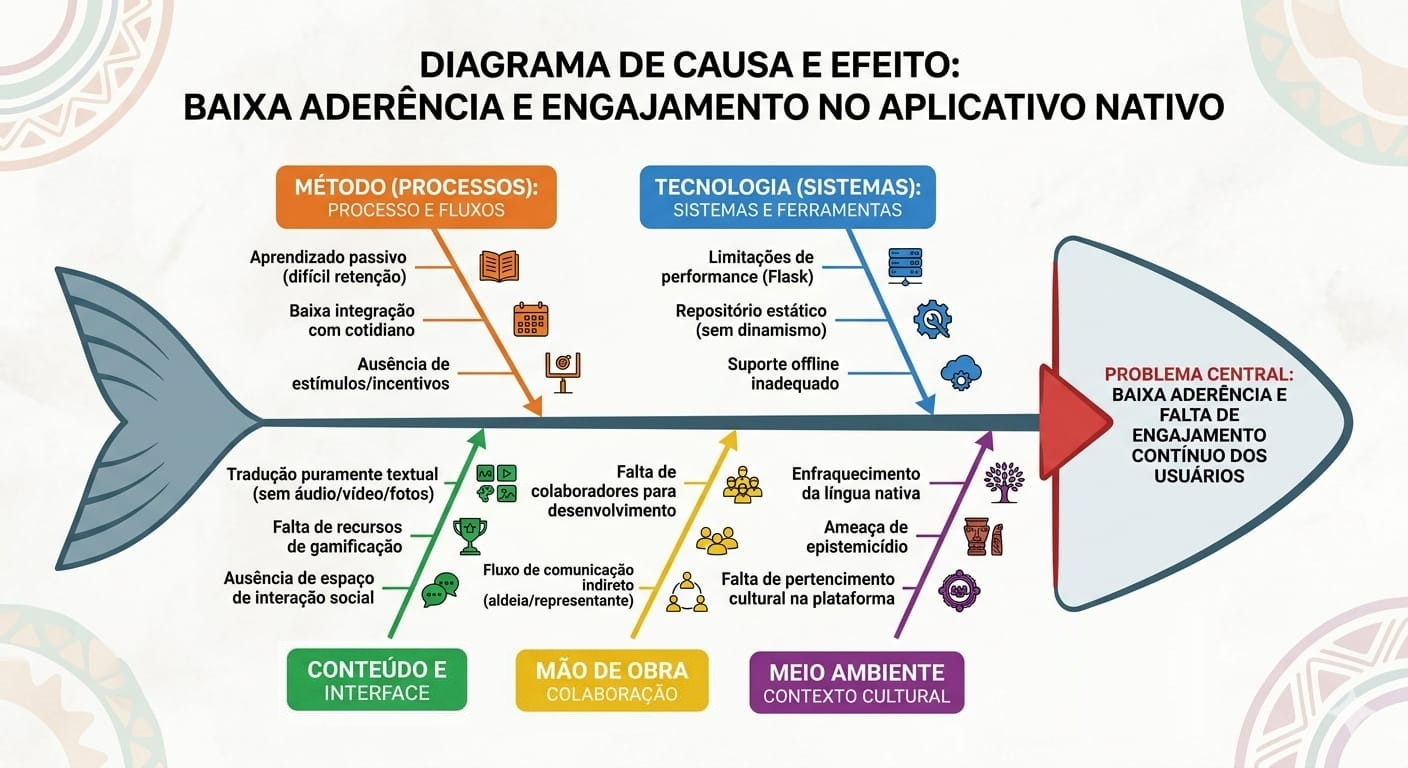 DIAGRAMA DE CAUSA E EFEITO:
BAIXA ADERÊNCIA E ENGAJAMENTO NO APLICATIVO NATIVO
MÉTODO (PROCESSOS):
PROCESSO E FLUXOS
Aprendizado passivo
(difícil retenção)
Baixa integração
com cotidiano
Ausência de
estímulos/incentivos
TECNOLOGIA (SISTEMAS):
SISTEMAS E FERRAMENTAS
Limitações de
performance (Flask)
Repositório estático
(sem dinamismo)
Suporte offline
inadequado
PROBLEMA CENTRAL:
BAIXA ADERÊNCIA E
FALTA DE
ENGAJAMENTO
CONTÍNUO DOS
USUÁRIOS
Tradução puramente textual
(sem áudio/vídeo/fotos)
Falta de recursos
de gamificação
Ausência de espaço
de interação social
CONTEÚDO E
INTERFACE
Falta de
colaboradores para
desenvolvimento
Fluxo de comunicação
indireto
(aldeia/representante)
MÃO DE OBRA
COLABORAÇÃO
Enfraquecimento
da língua nativa
Ameaça de
epistemicídio
Falta de pertencimento
cultural na plataforma
MEIO AMBIENTE
CONTEXTO CULTURAL